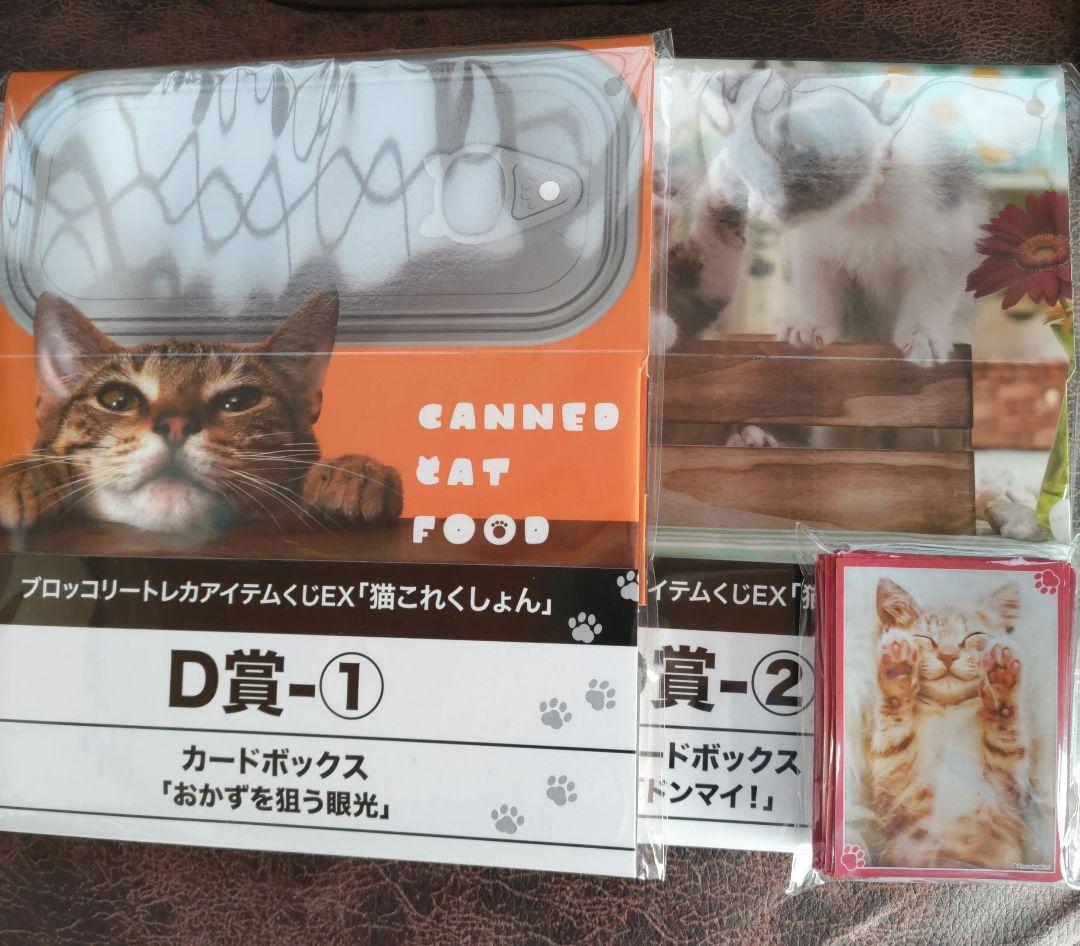 CANNED
CAT
FOOD
ブロッコリートレカアイテムくじEX「猫これくしょん」
D賞-①
カードボックス
「おかずを狙う眼光」
イテムくじEX「猫
賞-②
ードボックス
「ドンマイ!」